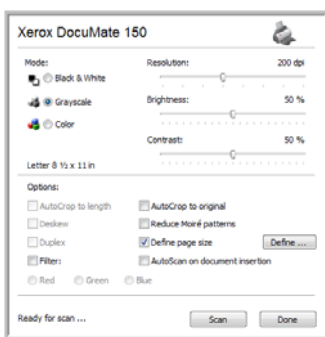 Xerox DocuMate 150
Mode:
Resolution: 200 dpi
Black & White
Grayscale
Brightness: 50 %
Color
Contrast: 50 %
Letter 8 ½ x 11 in
Options:
AutoCrop to length
AutoCrop to original
Deskew
Reduce Moiré patterns
Duplex
Define page size
Define ...
Filter:
AutoScan on document insertion
Red Green Blue
Ready for scan ...
Scan
Done